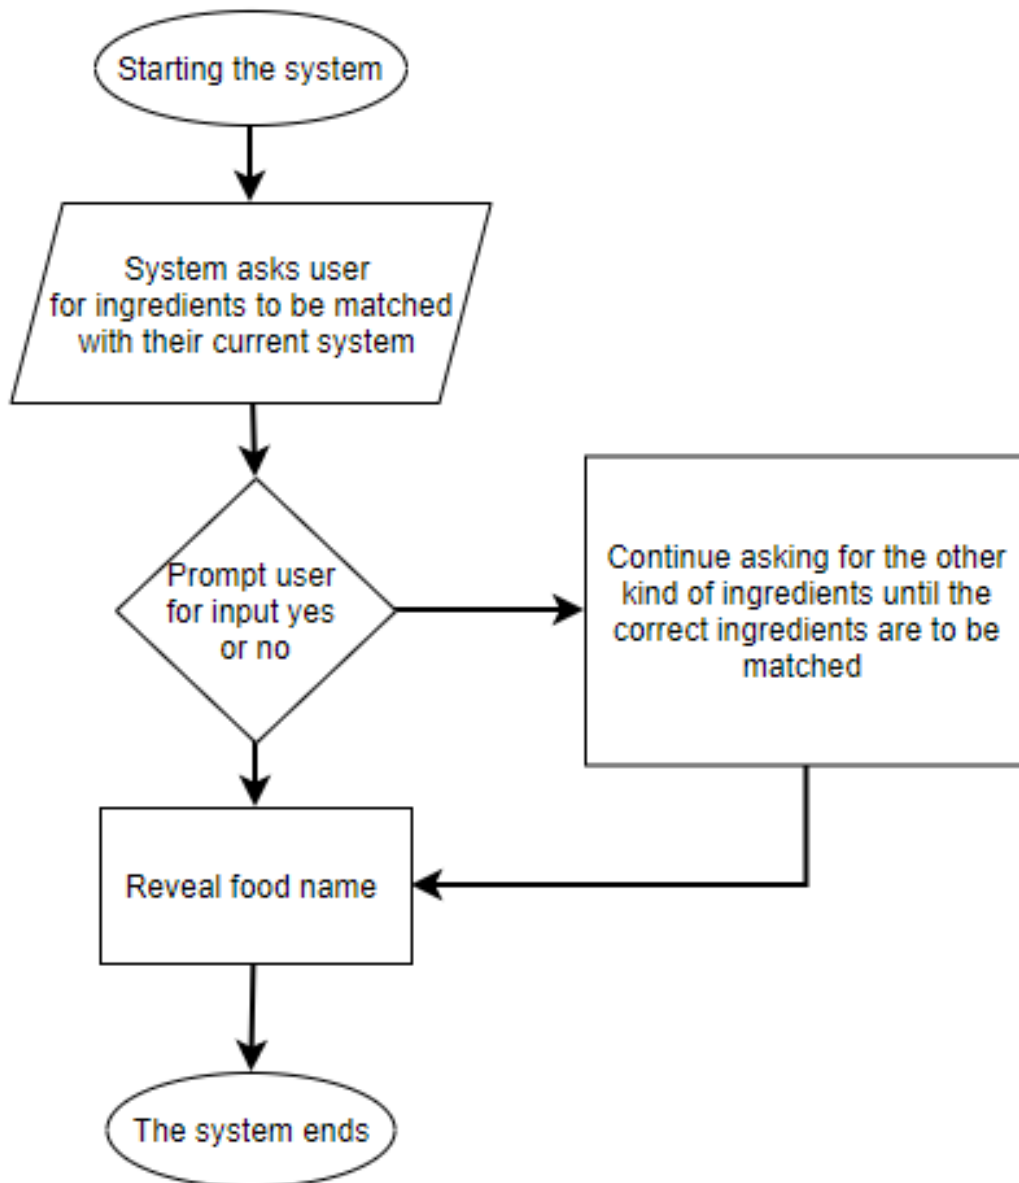 Starting the system
System asks user
for ingredients to be matched
with their current system
Prompt user
for input yes
or no
Continue asking for the other
kind of ingredients until the
correct ingredients are to be
matched
Reveal food name
The system ends